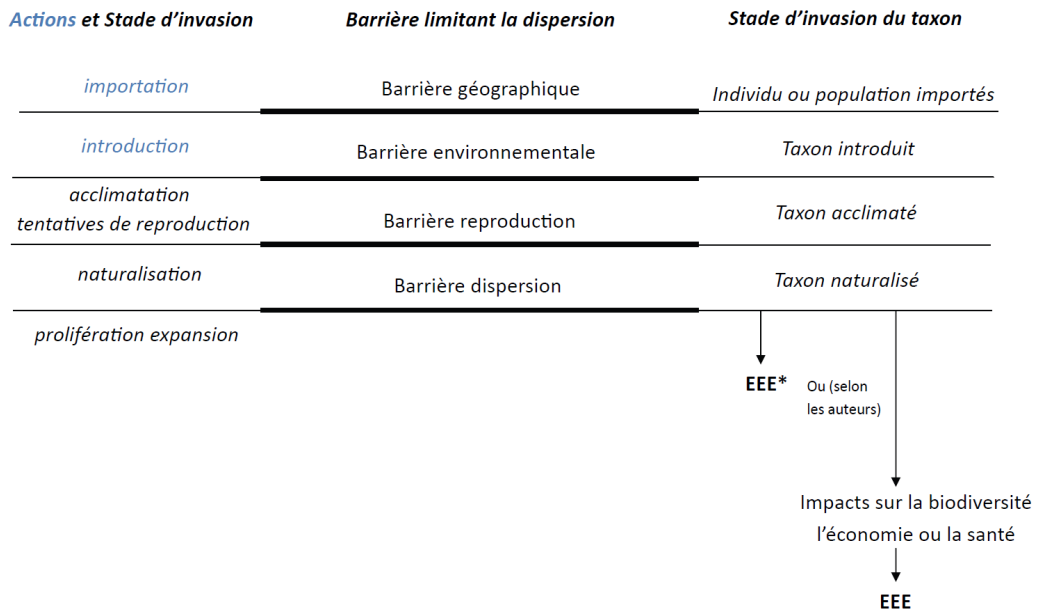 Actions et Stade d’invasion
Barrière limitant la dispersion
Stade d’invasion du taxon
importation
Barrière géographique
Individu ou population importés
introduction
Barrière environnementale
Taxon introduit
acclimatation
tentatives de reproduction
Barrière reproduction
Taxon acclimaté
naturalisation
Barrière dispersion
Taxon naturalisé
prolifération expansion
EEE*
Ou (selon
les auteurs)
Impacts sur la biodiversité
l’économie ou la santé
EEE